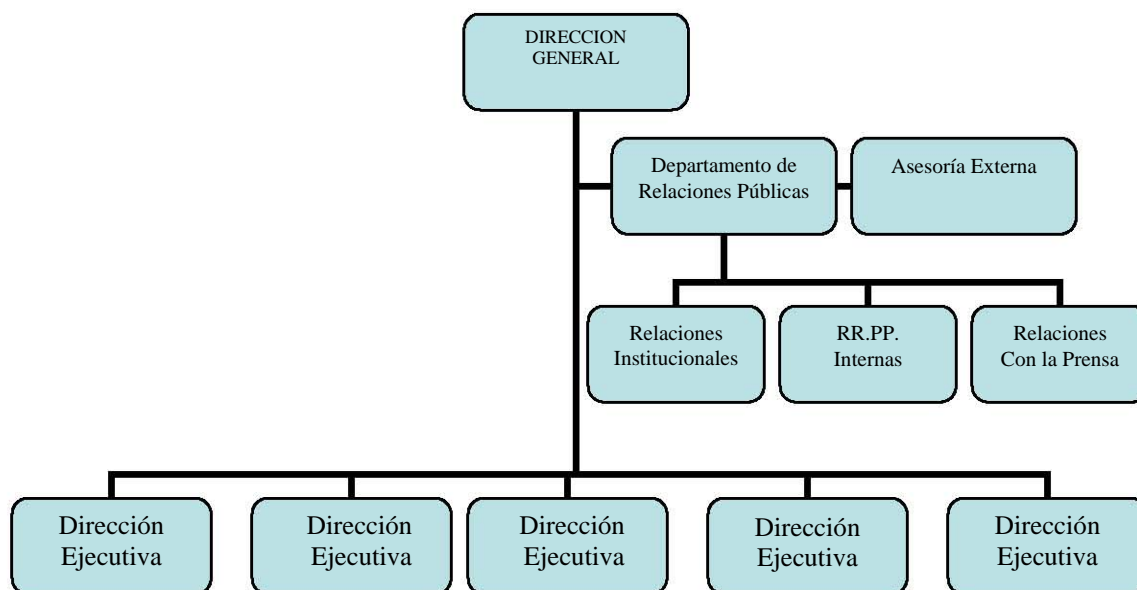 DIRECCION
GENERAL
Departamento de
Relaciones Públicas
Asesoría Externa
Relaciones
Institucionales
RR.PP.
Internas
Relaciones
Con la Prensa
Dirección
Ejecutiva
Dirección
Ejecutiva
Dirección
Ejecutiva
Dirección
Ejecutiva
Dirección
Ejecutiva